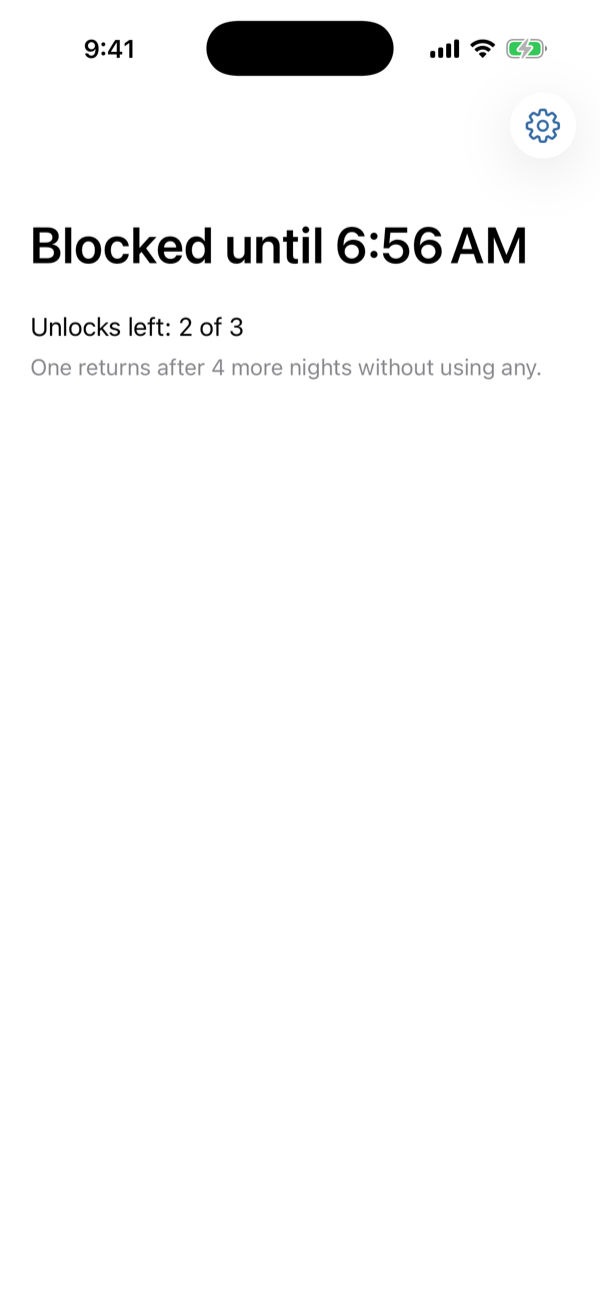 9:41
Blocked until 6:56 AM
Unlocks left: 2 of 3
One returns after 4 more nights without using any.